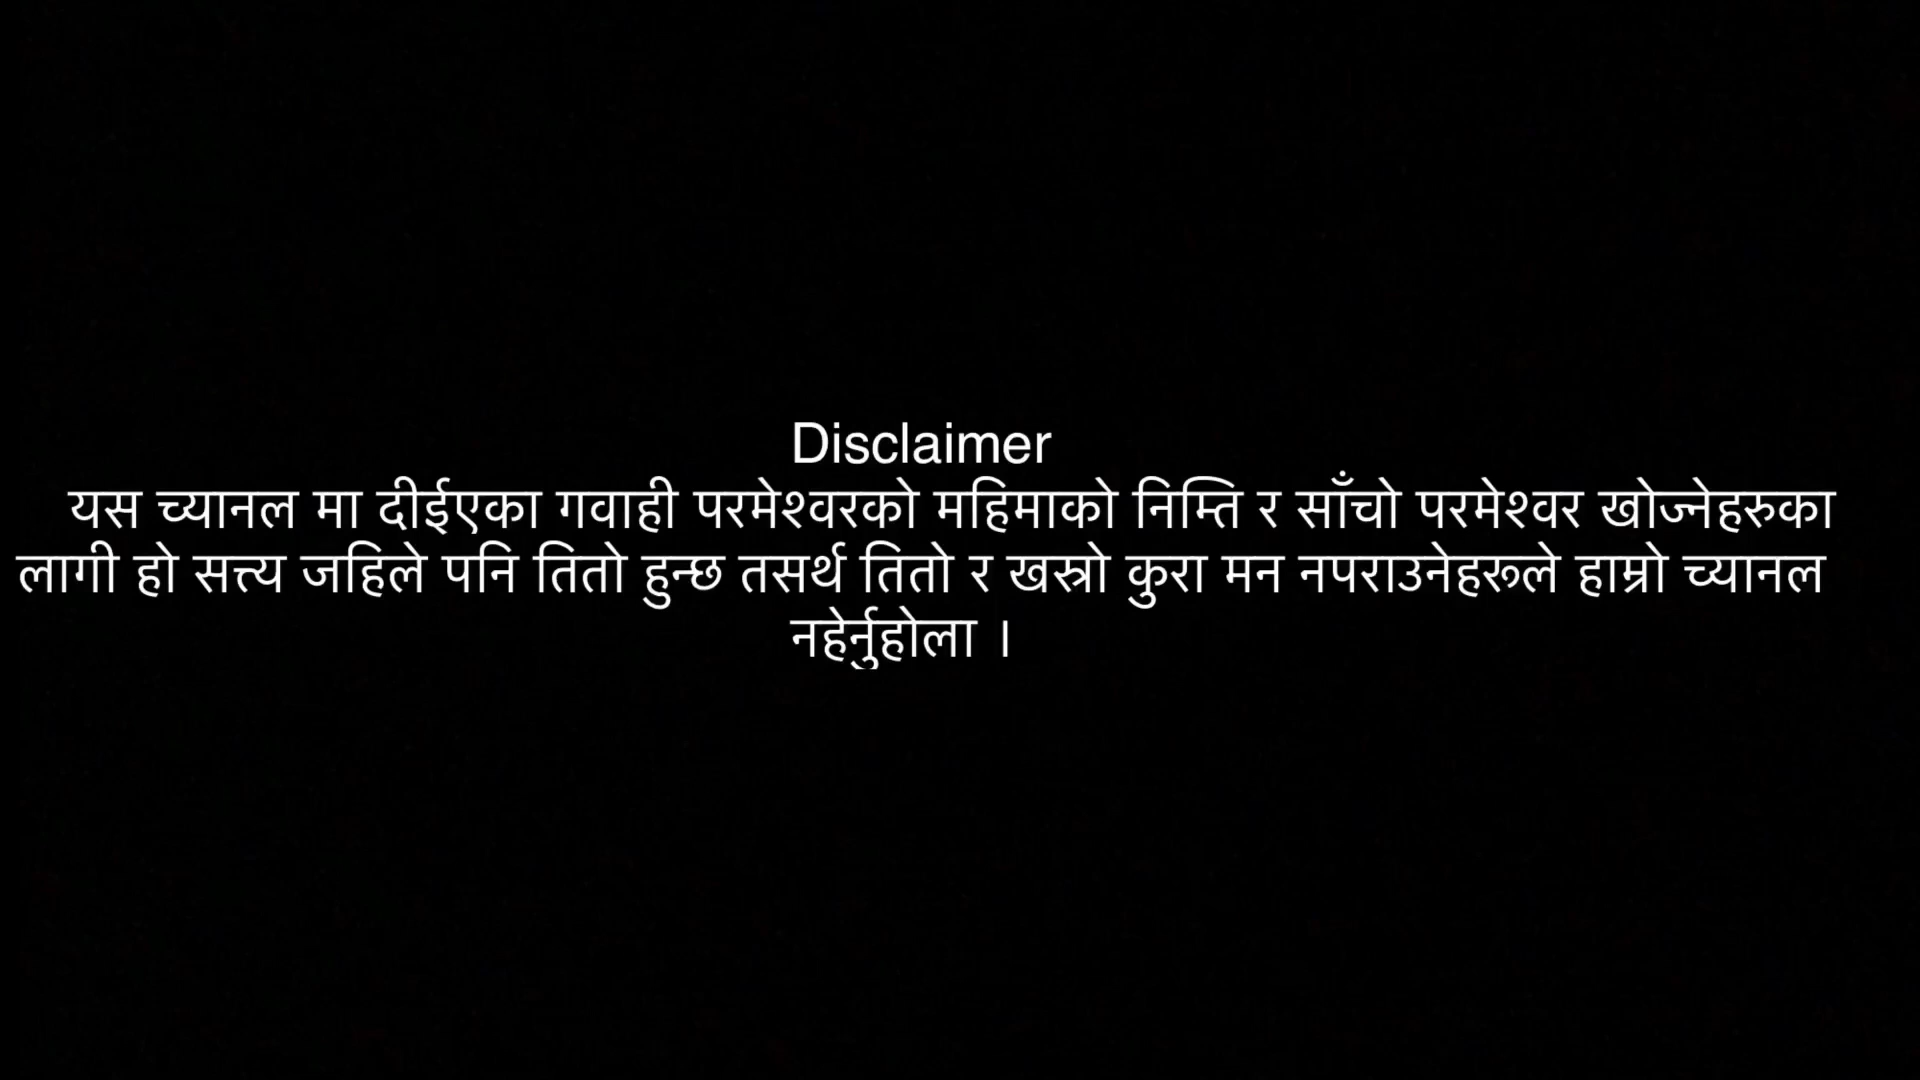 Disclaimer
यस च्यानल मा दीईएका गवाही परमेश्वरको महिमाको निम्ति र साँचो परमेश्वर खोज्नेहरुका
लागी हो सत्त्य जहिले पनि तितो हुन्छ तसर्थ तितो र खस्रो कुरा मन नपराउनेहरूले हाम्रो च्यानल
नहेर्नुहोला ।